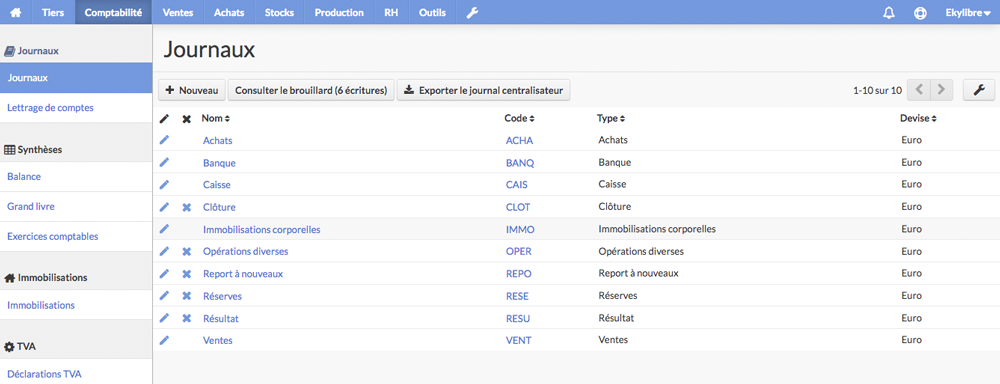 Tiers Comptabilité Ventes Achats Stocks Production RH Outils Ekylibre
Journaux
Journaux
Lettrage de comptes
Synthèses
Balance
Grand livre
Exercices comptables
Immobilisations
Immobilisations
TVA
Déclarations TVA
Journaux
Nouveau Consulter le brouillard (6 écritures) Exporter le journal centralisateur 1-10 sur 10
Nom Code Type Devise
Achats ACHA Achats Euro
Banque BANQ Banque Euro
Caisse CAIS Caisse Euro
Clôture CLOT Clôture Euro
Immobilisations corporelles IMMO Immobilisations corporelles Euro
Opérations diverses OPER Opérations diverses Euro
Report à nouveaux REPO Report à nouveaux Euro
Réserves RESE Réserves Euro
Résultat RESU Résultat Euro
Ventes VENT Ventes Euro